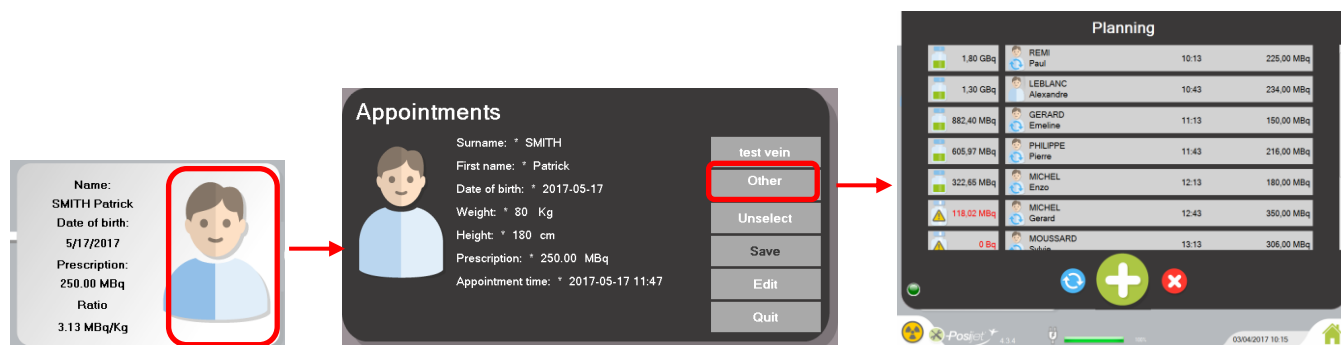 Name:
SMITH Patrick
Date of birth:
5/17/2017
Prescription:
250.00 MBq
Ratio
3.13 MBq/Kg
Appointments
Surname: * SMITH
First name: * Patrick
Date of birth: * 2017-05-17
Weight: * 80 Kg
Height: * 180 cm
Prescription: * 250.00 MBq
Appointment time: * 2017-05-17 11:47
test vein
Other
Unselect
Save
Edit
Quit
Planning
1,80 GBq REMI Paul 10:13 225,00 MBq
1,30 GBq LEBLANC Alexandre 10:43 234,00 MBq
882,40 MBq GERARD Emeline 11:13 150,00 MBq
605,97 MBq PHILIPPE Pierre 11:43 216,00 MBq
322,65 MBq MICHEL Enzo 12:13 180,00 MBq
118,02 MBq MICHEL Gerard 12:43 350,00 MBq
0 Bq MOUSSARD Sylvie 13:13 306,00 MBq
Posijet 4.3.4
03/04/2017 10:15